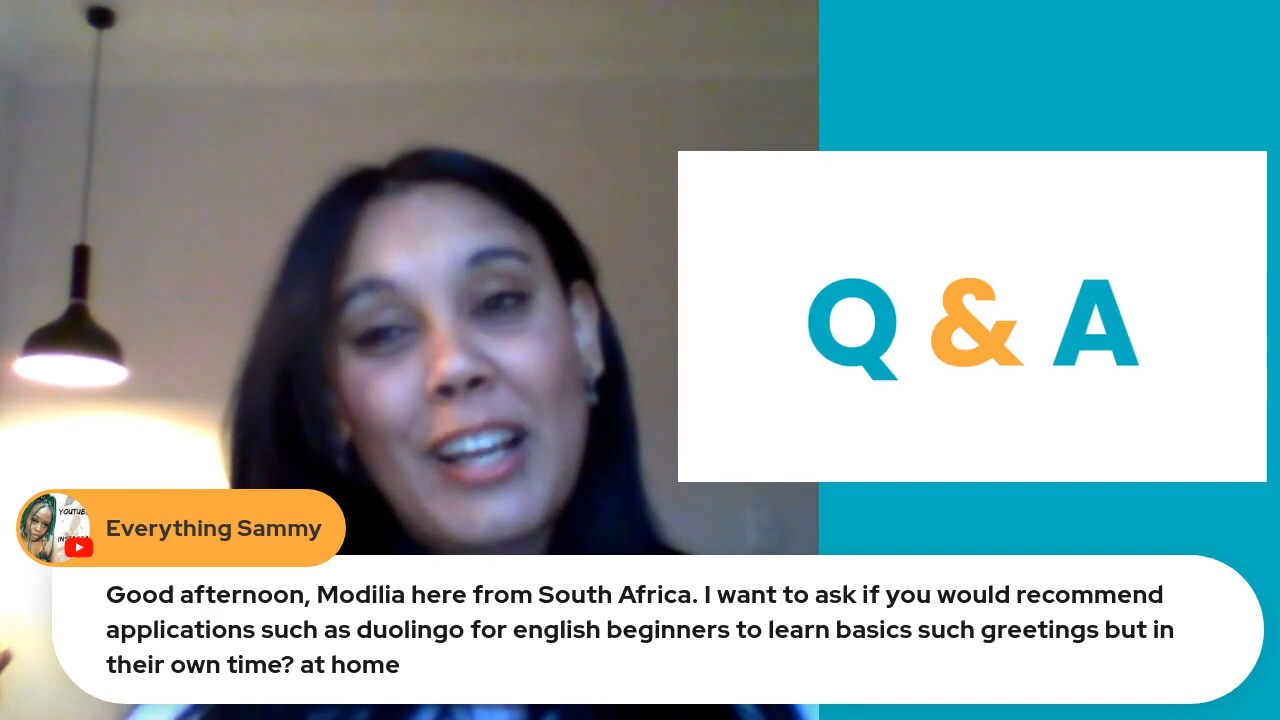 Q & A
YOUTUBE
Everything Sammy
Good afternoon, Modilia here from South Africa. I want to ask if you would recommend
applications such as duolingo for english beginners to learn basics such greetings but in
their own time? at home